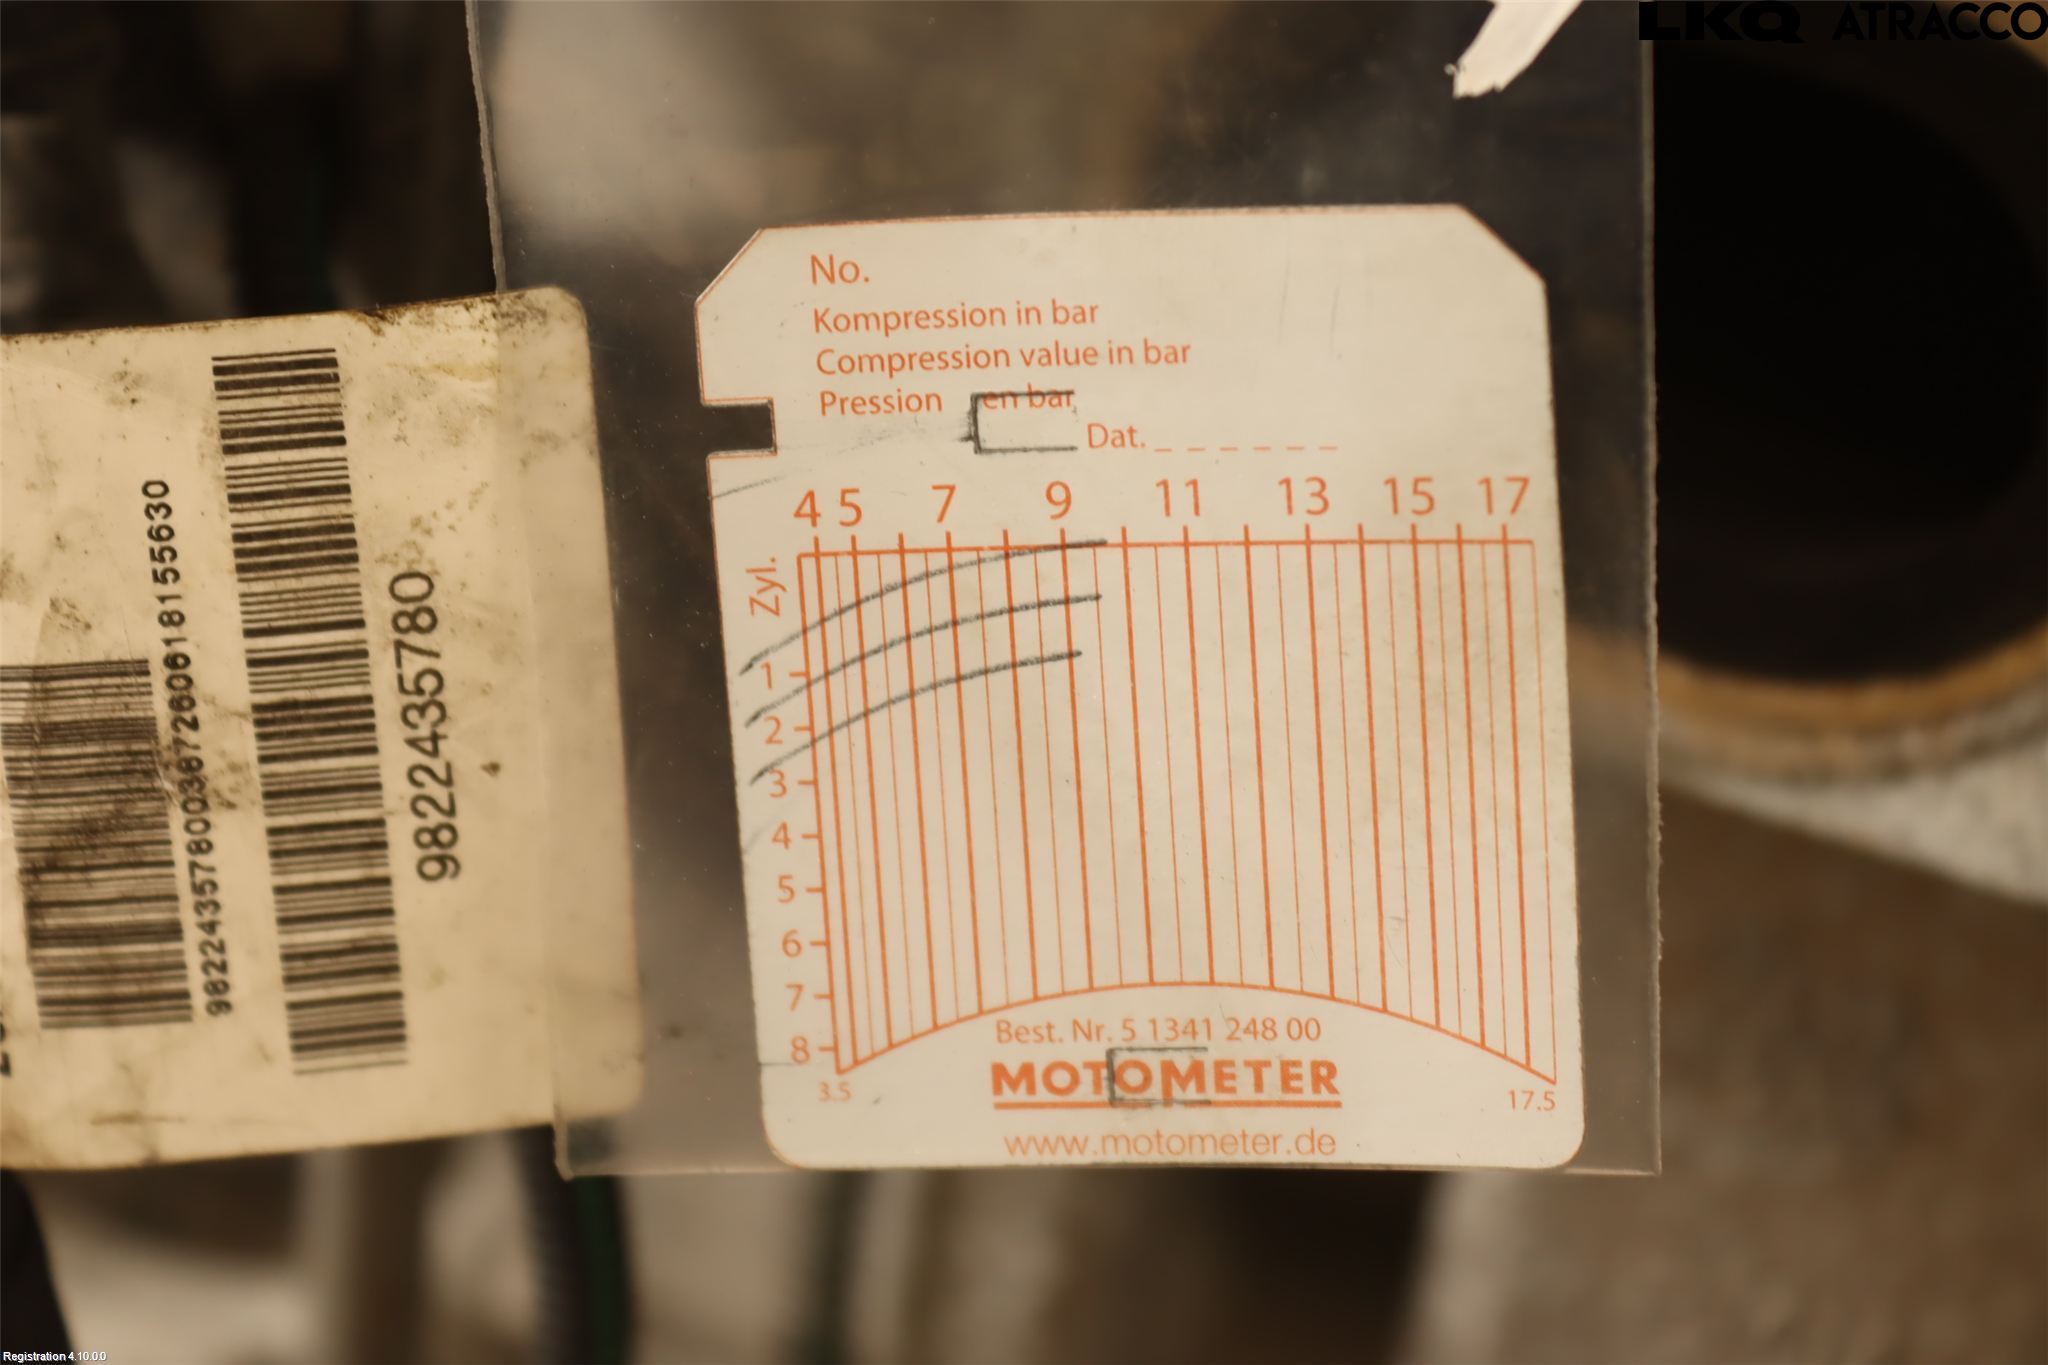 LKQ ATRACCO
No.
Kompression in bar
Compression value in bar
Pression en bar
Dat. _ _ _ _ _ _
4 5 7 9 11 13 15 17
Zyl.
1
2
3
4
5
6
7
8
3.5 17.5
Best. Nr. 5 1341 248 00
MOTOMETER
www.motometer.de
9822435780
Registration 4.10.0.0